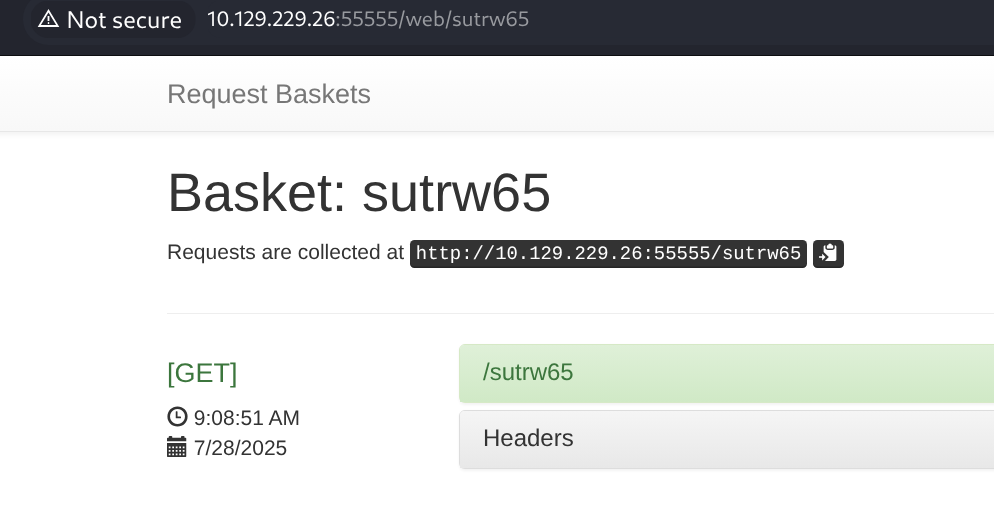 Not secure 10.129.229.26:55555/web/sutrw65
Request Baskets
Basket: sutrw65
Requests are collected at http://10.129.229.26:55555/sutrw65
[GET] /sutrw65
9:08:51 AM Headers
7/28/2025